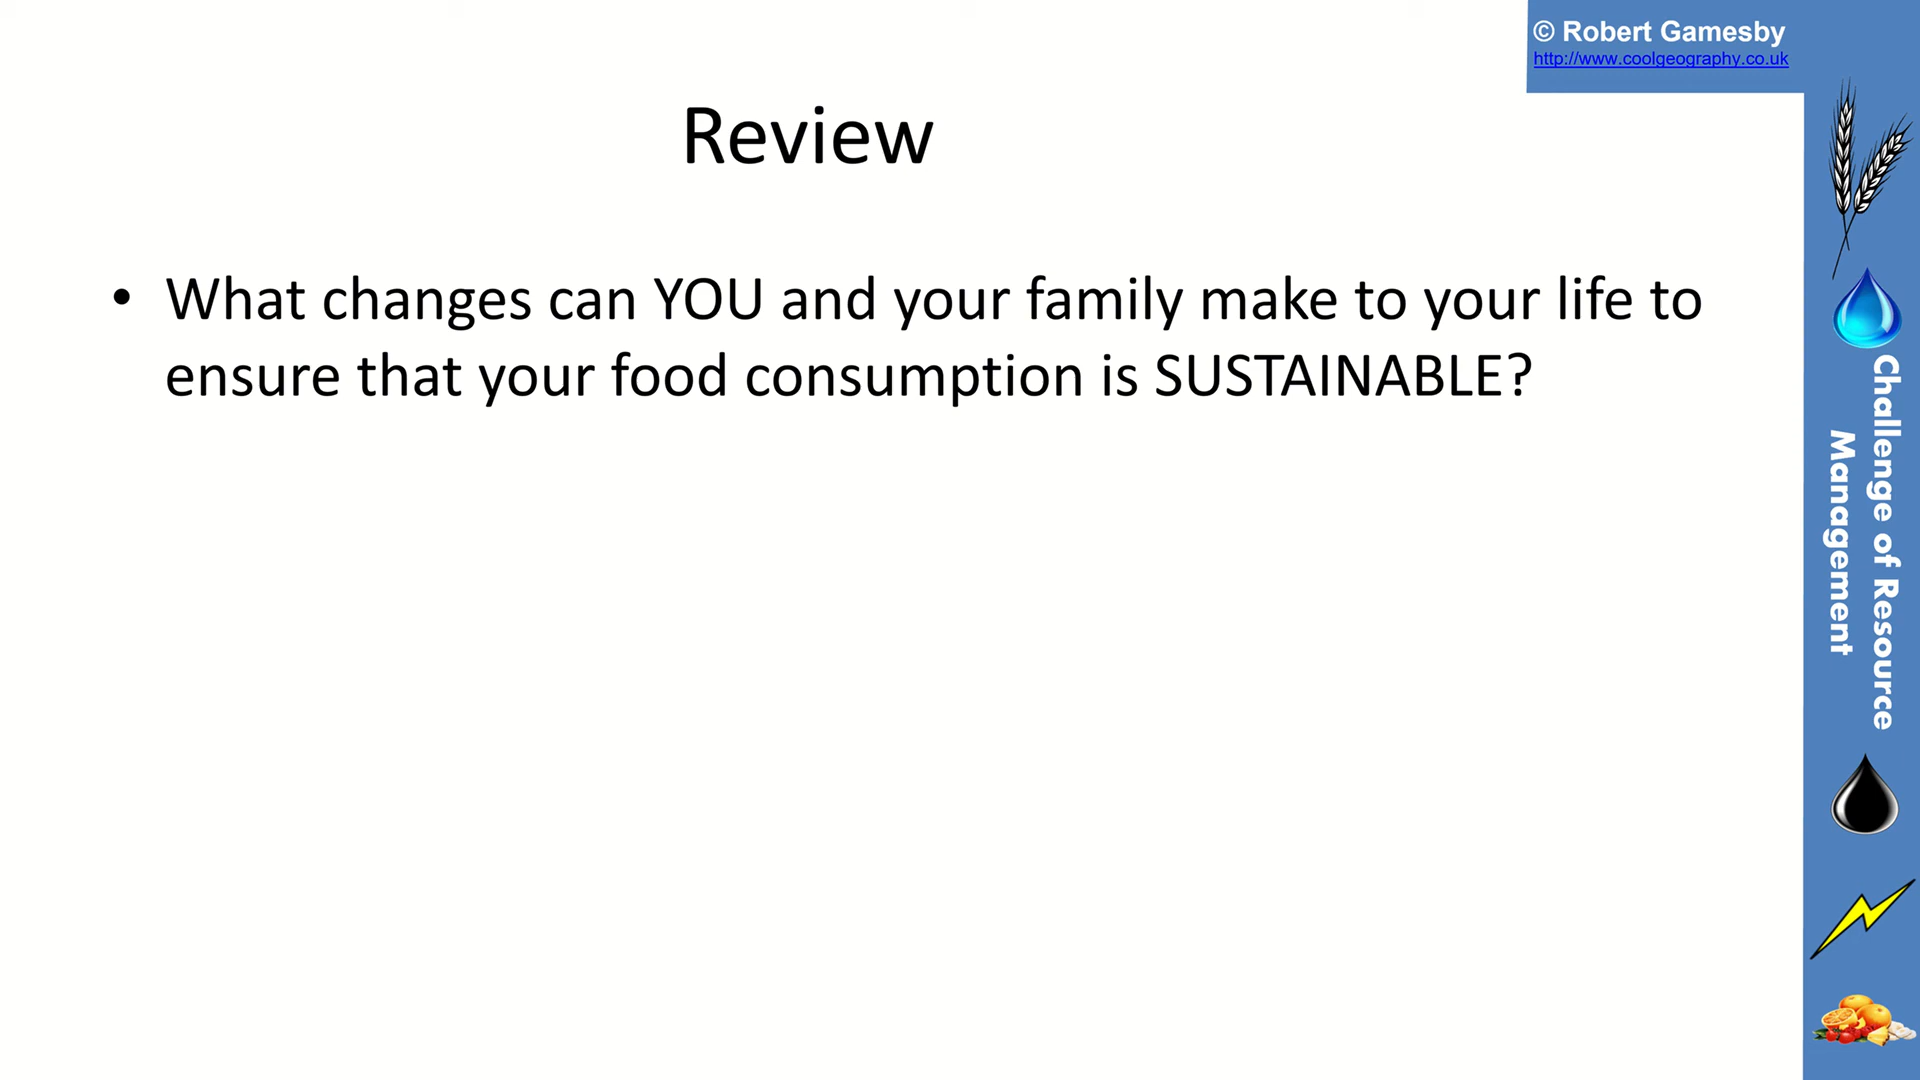 © Robert Gamesby
http://www.coolgeography.co.uk
Review
• What changes can YOU and your family make to your life to
ensure that your food consumption is SUSTAINABLE?
Challenge of Resource
Management